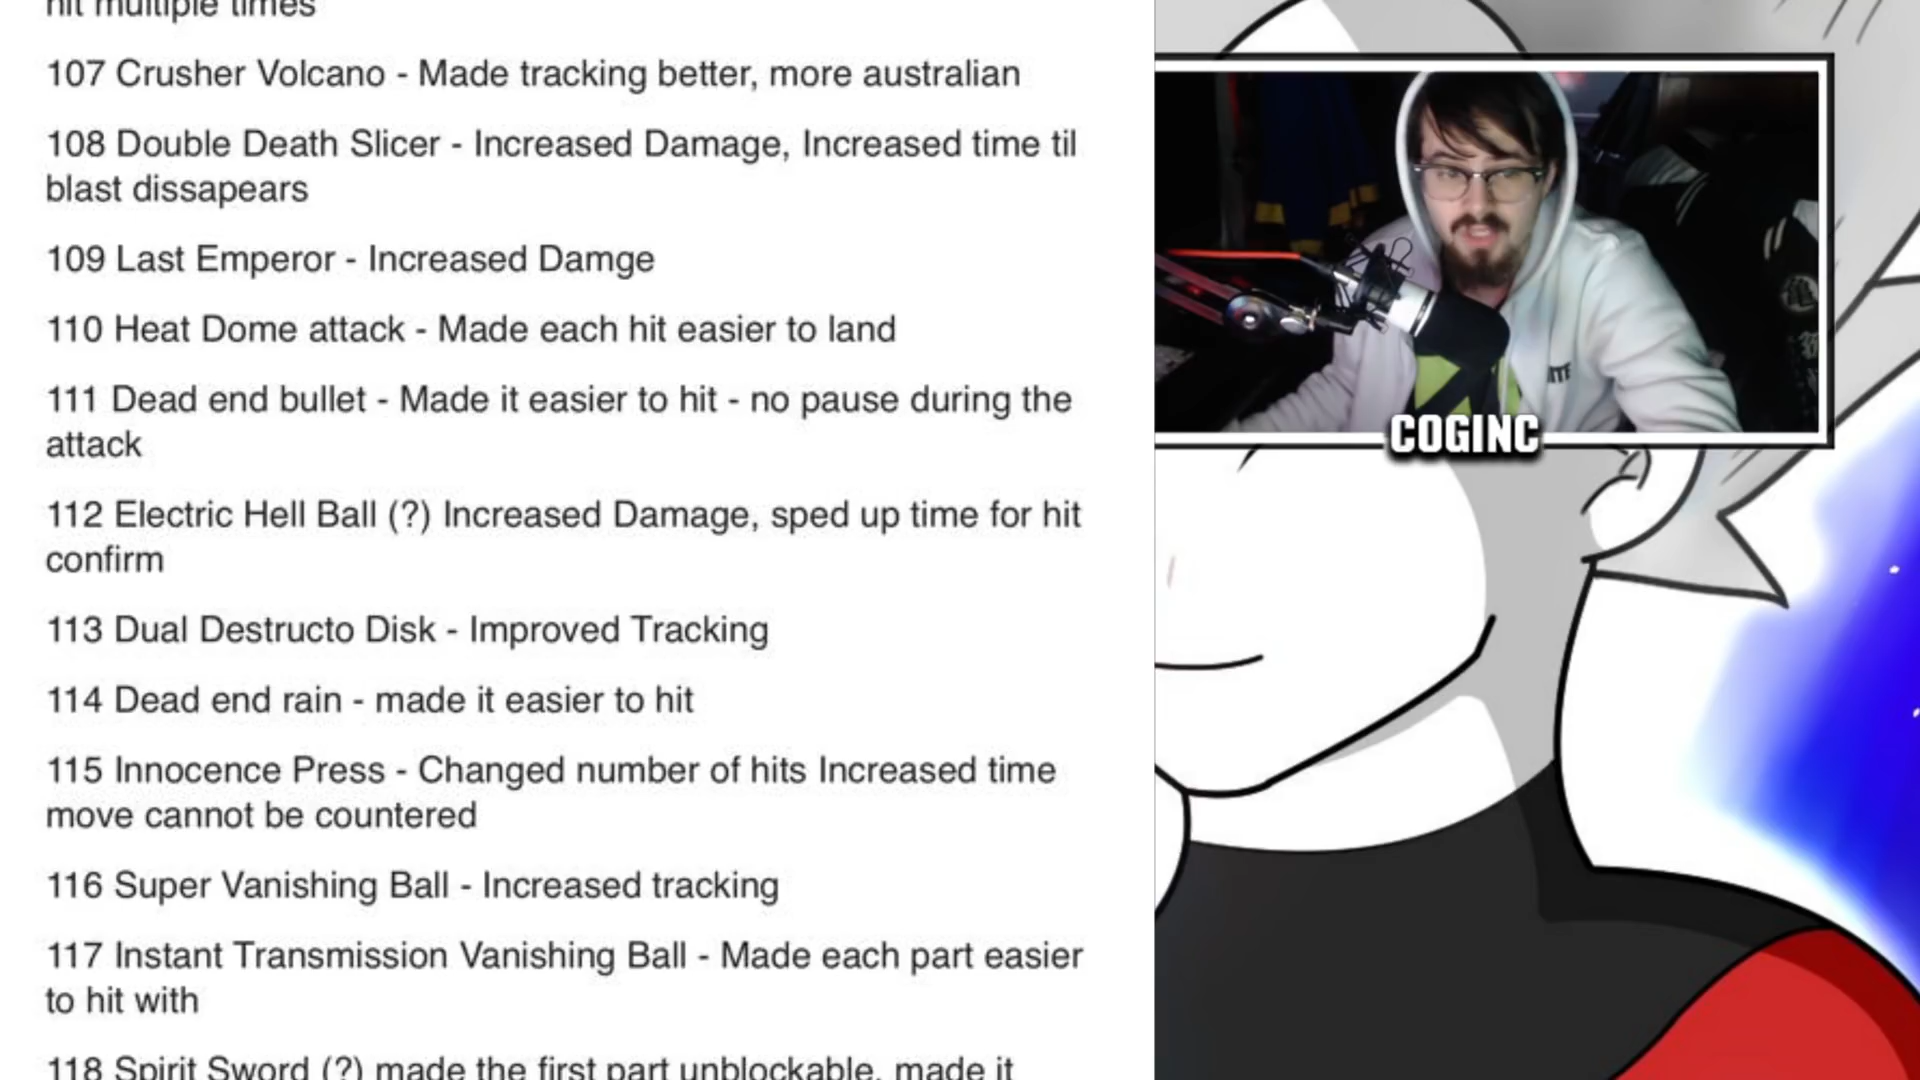 hit multiple times
107 Crusher Volcano - Made tracking better, more australian
108 Double Death Slicer - Increased Damage, Increased time til
blast dissapears
109 Last Emperor - Increased Damge
110 Heat Dome attack - Made each hit easier to land
111 Dead end bullet - Made it easier to hit - no pause during the
attack
112 Electric Hell Ball (?) Increased Damage, sped up time for hit
confirm
113 Dual Destructo Disk - Improved Tracking
114 Dead end rain - made it easier to hit
115 Innocence Press - Changed number of hits Increased time
move cannot be countered
116 Super Vanishing Ball - Increased tracking
117 Instant Transmission Vanishing Ball - Made each part easier
to hit with
118 Spirit Sword (?) made the first part unblockable, made it
COGINC